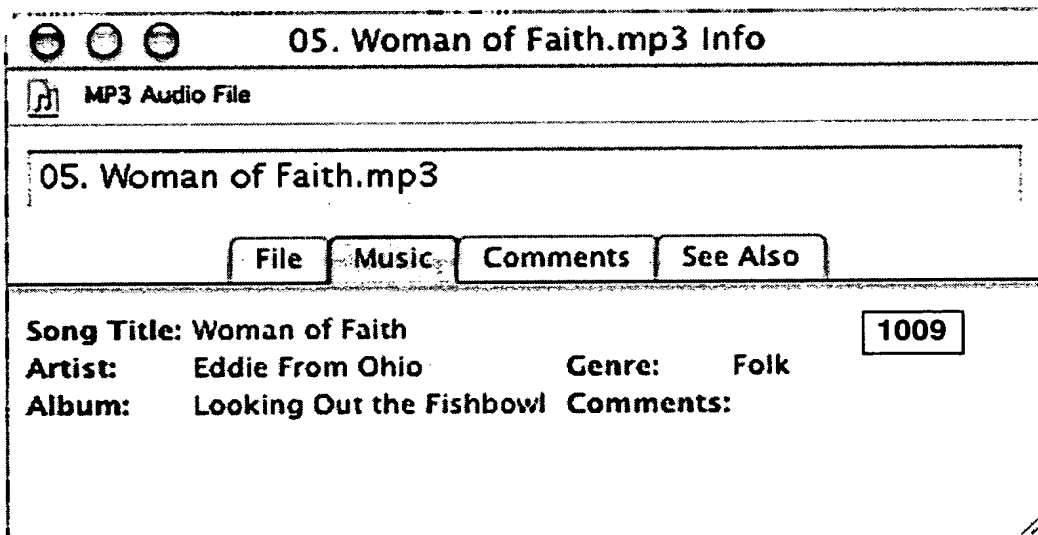 05. Woman of Faith.mp3 Info
MP3 Audio File
05. Woman of Faith.mp3
File Music Comments See Also
Song Title: Woman of Faith 1009
Artist: Eddie From Ohio Genre: Folk
Album: Looking Out the Fishbowl Comments: